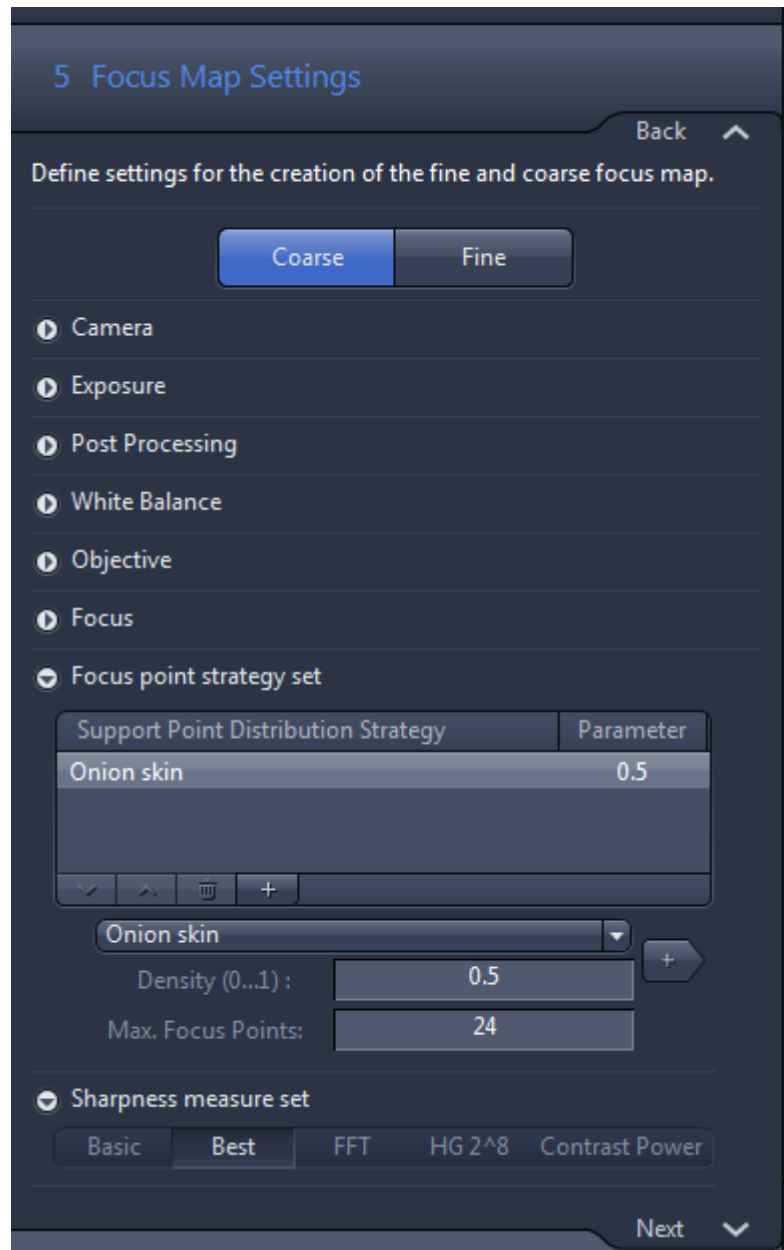 5 Focus Map Settings
Back
Define settings for the creation of the fine and coarse focus map.
Coarse Fine
Camera
Exposure
Post Processing
White Balance
Objective
Focus
Focus point strategy set
Support Point Distribution Strategy Parameter
Onion skin 0.5
+
Onion skin
+
Density (0...1) : 0.5
Max. Focus Points: 24
Sharpness measure set
Basic Best FFT HG 2^8 Contrast Power
Next